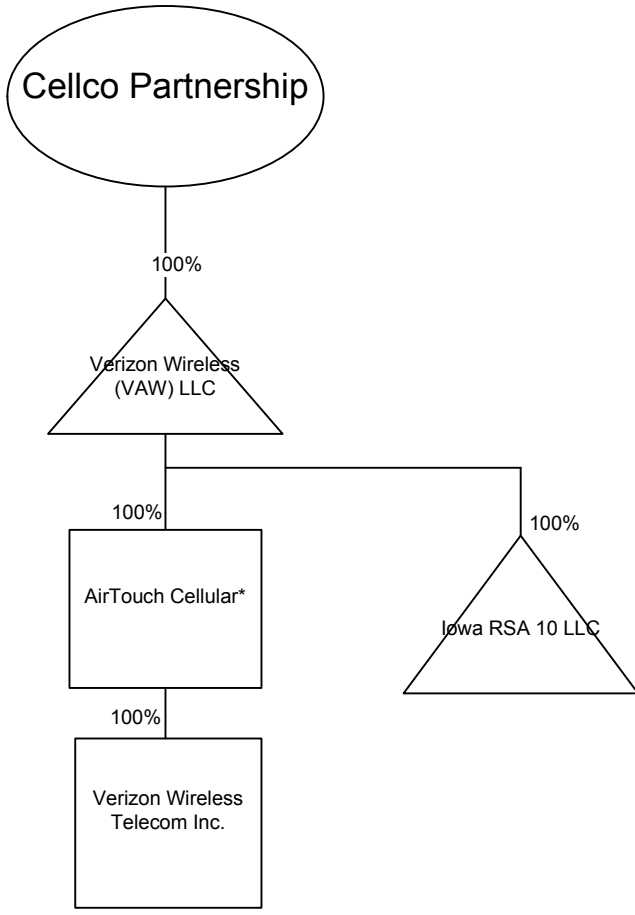 Cellco Partnership
100%
Verizon Wireless
(VAW) LLC
100%
100%
AirTouch Cellular*
Iowa RSA 10 LLC
100%
Verizon Wireless
Telecom Inc.